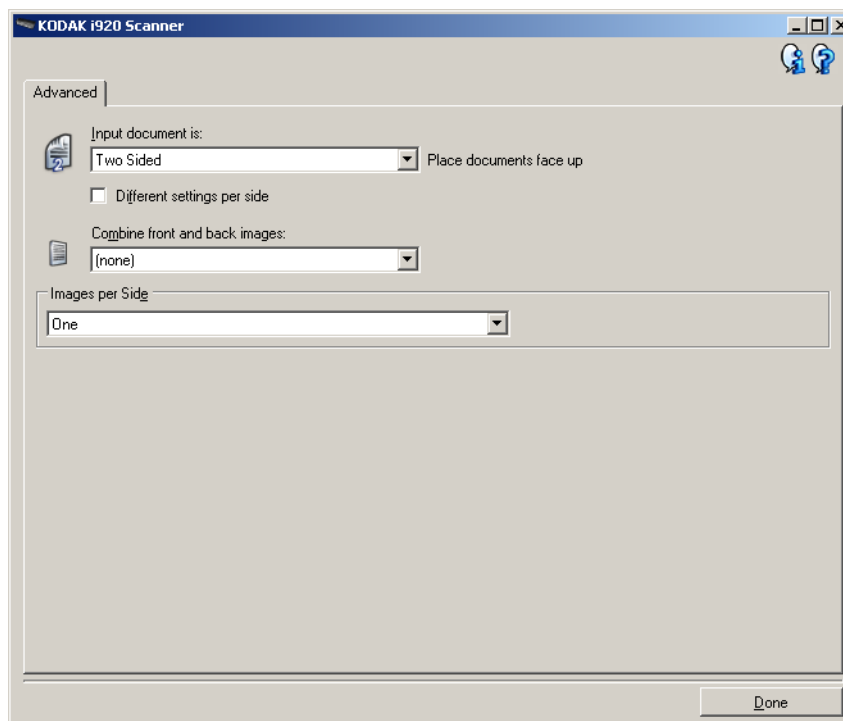 KODAK i920 Scanner
Advanced
Input document is:
Two Sided
Place documents face up
Different settings per side
Combine front and back images:
(none)
Images per Side
One
Done